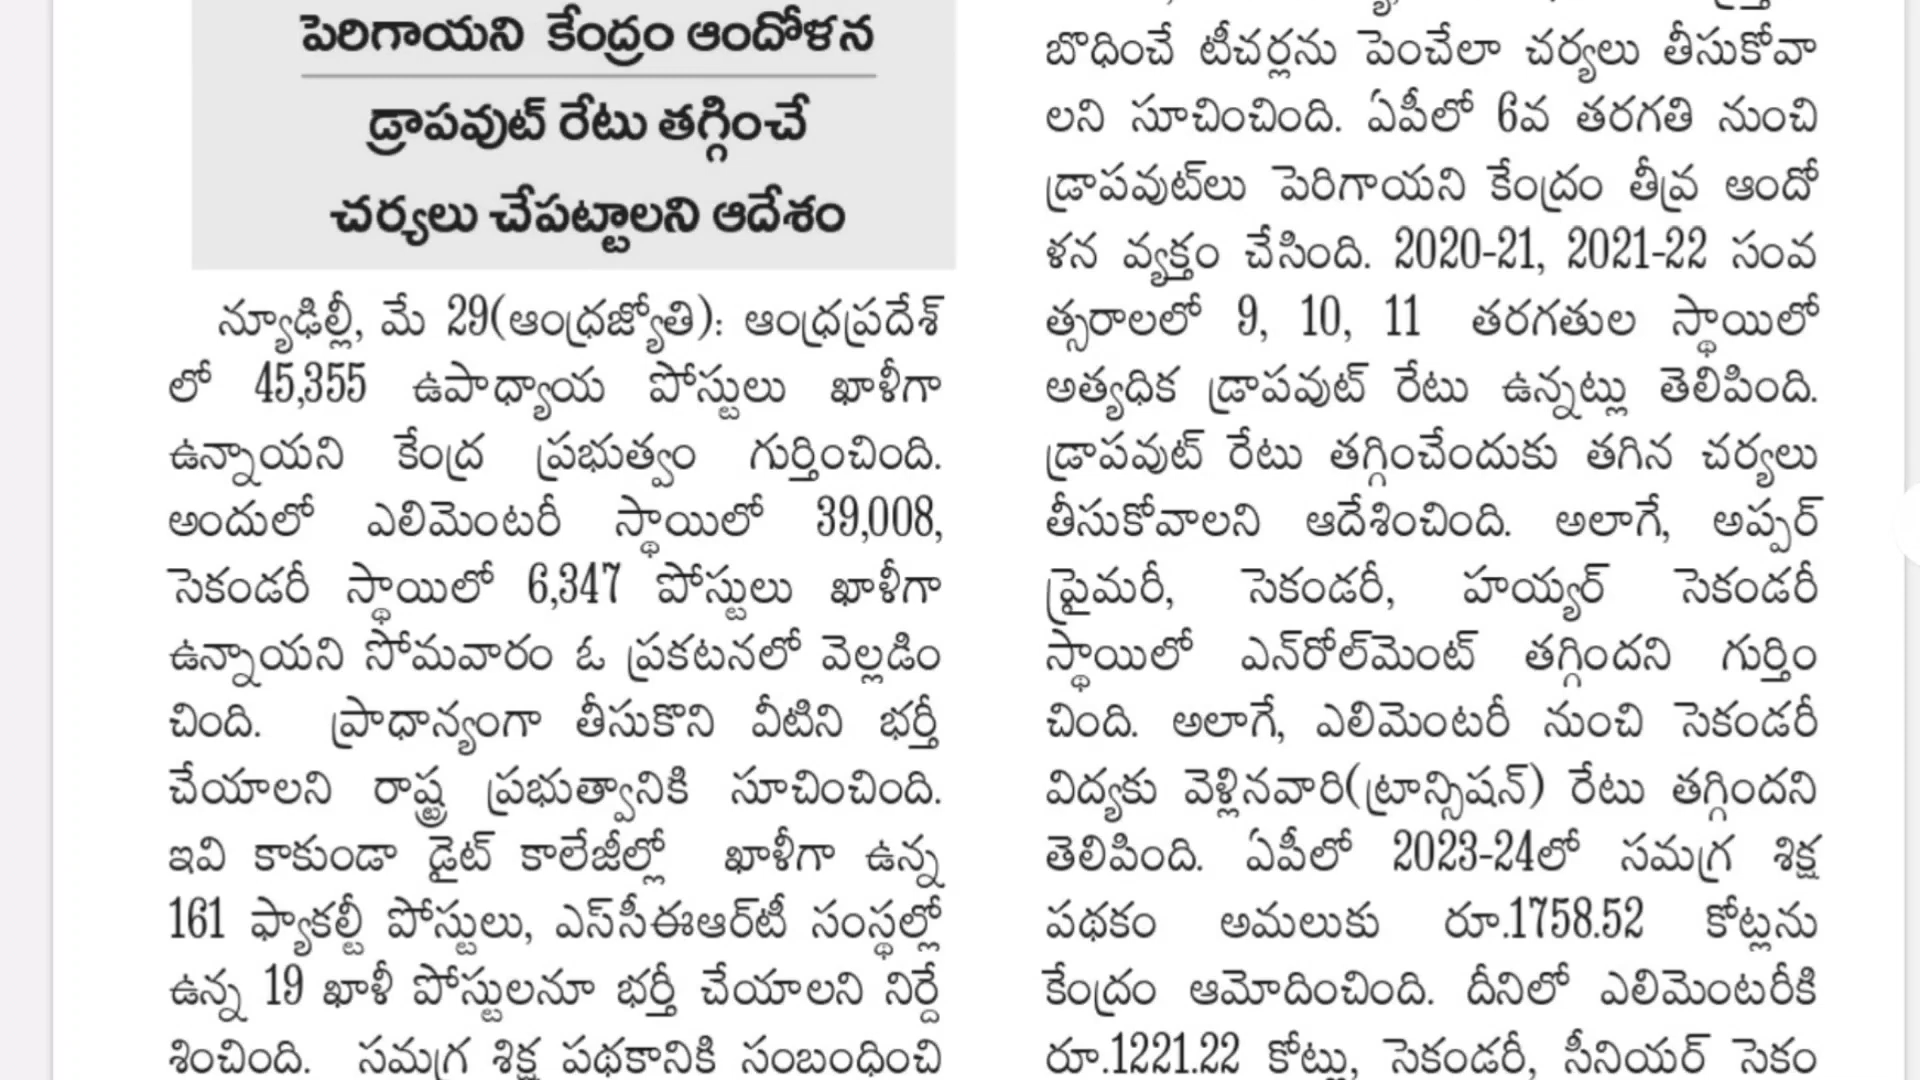 పెరిగాయని కేంద్రం ఆందోళన
డ్రాపవుట్ రేటు తగ్గించే
చర్యలు చేపట్టాలని ఆదేశం
న్యూఢిల్లీ, మే 29(ఆంధ్రజ్యోతి): ఆంధ్రప్రదేశ్
లో 45,355 ఉపాధ్యాయ పోస్టులు ఖాళీగా
ఉన్నాయని కేంద్ర ప్రభుత్వం గుర్తించింది.
అందులో ఎలిమెంటరీ స్థాయిలో 39,008,
సెకండరీ స్థాయిలో 6,347 పోస్టులు ఖాళీగా
ఉన్నాయని సోమవారం ఓ ప్రకటనలో వెల్లడిం
చింది. ప్రాధాన్యంగా తీసుకొని వీటిని భర్తీ
చేయాలని రాష్ట్ర ప్రభుత్వానికి సూచించింది.
ఇవి కాకుండా డైట్ కాలేజీల్లో ఖాళీగా ఉన్న
161 ఫ్యాకల్టీ పోస్టులు, ఎస్‌సీఈఆర్‌టీ సంస్థల్లో
ఉన్న 19 ఖాళీ పోస్టులనూ భర్తీ చేయాలని నిర్దే
శించింది. సమగ్ర శిక్ష పథకానికి సంబంధించి
బొధించే టీచర్లను పెంచేలా చర్యలు తీసుకోవా
లని సూచించింది. ఏపీలో 6వ తరగతి నుంచి
డ్రాపవుట్‌లు పెరిగాయని కేంద్రం తీవ్ర ఆందో
ళన వ్యక్తం చేసింది. 2020-21, 2021-22 సంవ
త్సరాలలో 9, 10, 11 తరగతుల స్థాయిలో
అత్యధిక డ్రాపవుట్ రేటు ఉన్నట్లు తెలిపింది.
డ్రాపవుట్ రేటు తగ్గించేందుకు తగిన చర్యలు
తీసుకోవాలని ఆదేశించింది. అలాగే, అప్పర్
ప్రైమరీ, సెకండరీ, హయ్యర్ సెకండరీ
స్థాయిలో ఎన్‌రోల్‌మెంట్ తగ్గిందని గుర్తిం
చింది. అలాగే, ఎలిమెంటరీ నుంచి సెకండరీ
విద్యకు వెళ్లినవారి(ట్రాన్సిషన్) రేటు తగ్గిందని
తెలిపింది. ఏపీలో 2023-24లో సమగ్ర శిక్ష
పథకం అమలుకు రూ.1758.52 కోట్లను
కేంద్రం ఆమోదించింది. దీనిలో ఎలిమెంటరీకి
రూ.1221.22 కోట్లు, సెకండరీ, సీనియర్ సెకం